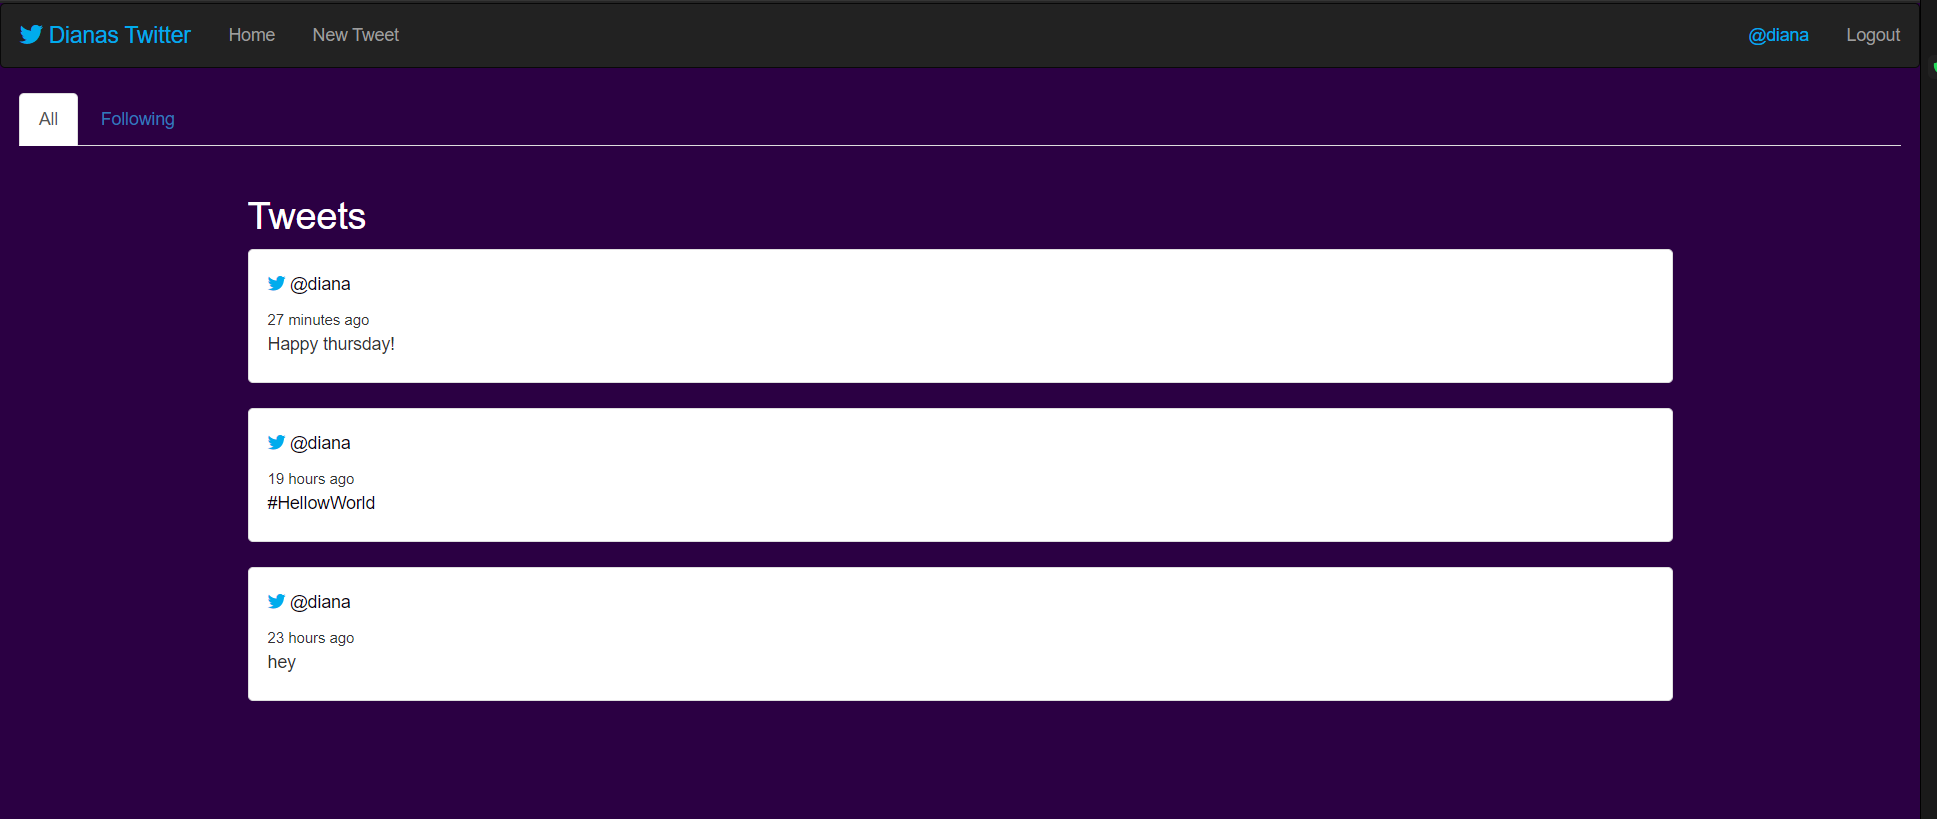 Dianas Twitter Home New Tweet @diana Logout
All Following
Tweets
@diana
27 minutes ago
Happy thursday!
@diana
19 hours ago
#HellowWorld
@diana
23 hours ago
hey